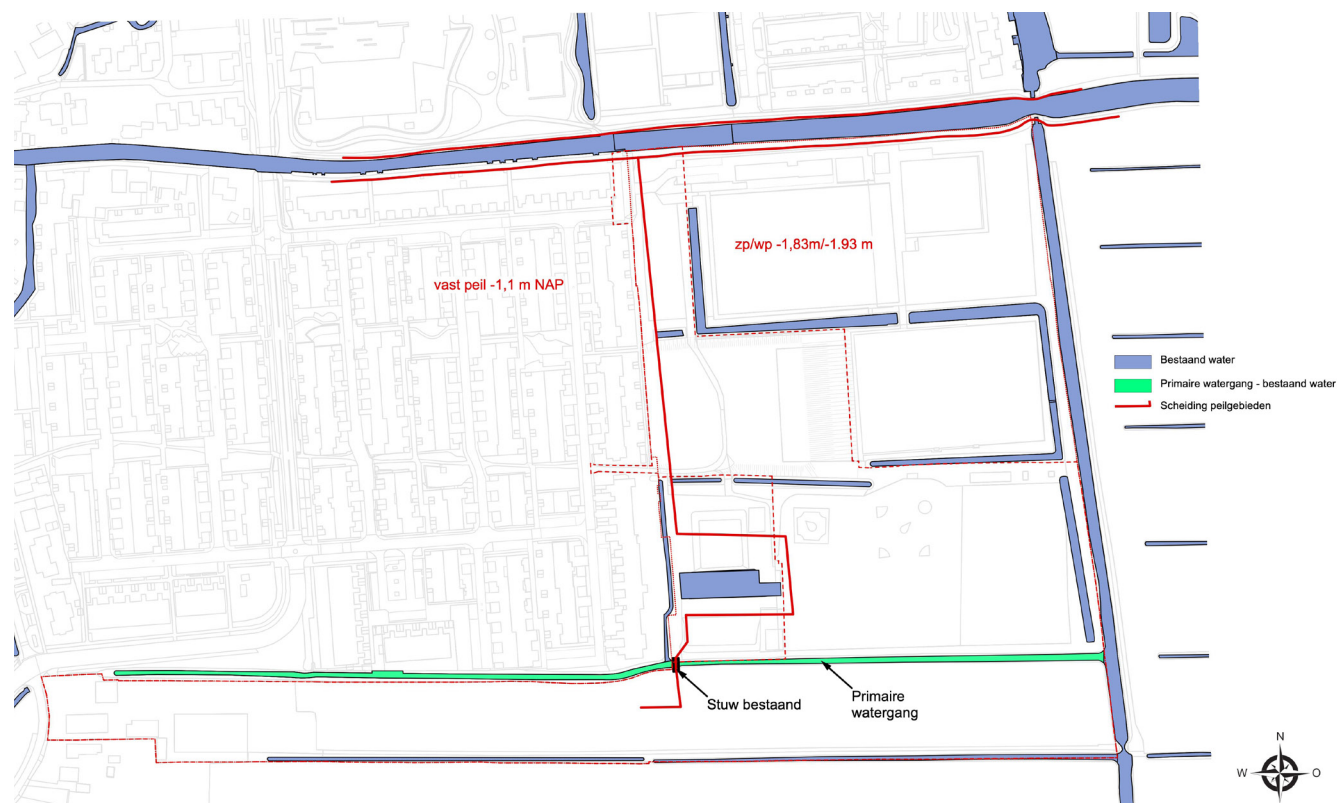 zp/wp -1,83m/-1.93 m
vast peil -1,1 m NAP
Bestaand water
Primaire watergang - bestaand water
Scheiding peilgebieden
Stuw bestaand
Primaire
watergang
N
W
O
Z